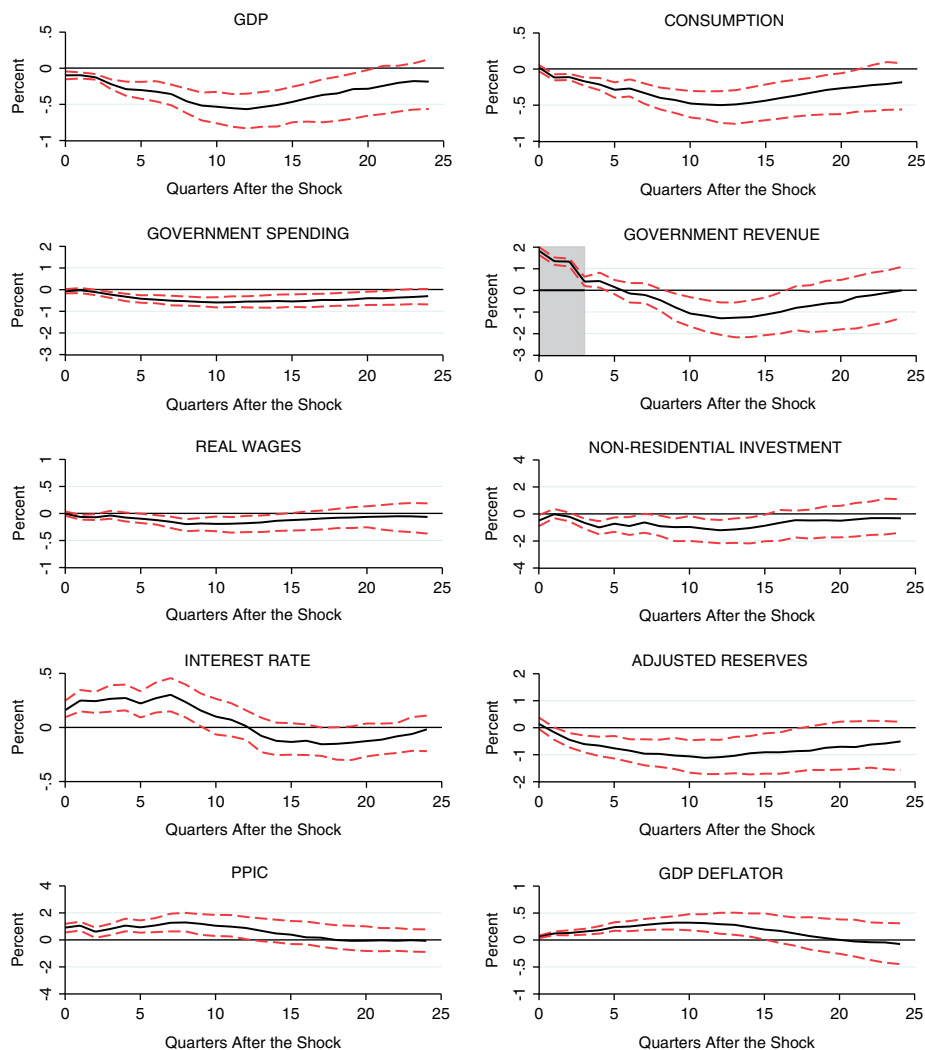 GDP
Percent
.5
0
-.5
-1
0 5 10 15 20 25
Quarters After the Shock
CONSUMPTION
Percent
.5
0
-.5
-1
0 5 10 15 20 25
Quarters After the Shock
GOVERNMENT SPENDING
Percent
2
1
0
-1
-2
-3
0 5 10 15 20 25
Quarters After the Shock
GOVERNMENT REVENUE
Percent
2
1
0
-1
-2
-3
0 5 10 15 20 25
Quarters After the Shock
REAL WAGES
Percent
1
.5
0
-.5
-1
0 5 10 15 20 25
Quarters After the Shock
NON-RESIDENTIAL INVESTMENT
Percent
4
2
0
-2
-4
0 5 10 15 20 25
Quarters After the Shock
INTEREST RATE
Percent
.5
0
-.5
0 5 10 15 20 25
Quarters After the Shock
ADJUSTED RESERVES
Percent
2
1
0
-1
-2
0 5 10 15 20 25
Quarters After the Shock
PPIC
Percent
4
2
0
-2
-4
0 5 10 15 20 25
Quarters After the Shock
GDP DEFLATOR
Percent
1
.5
0
-.5
-1
0 5 10 15 20 25
Quarters After the Shock